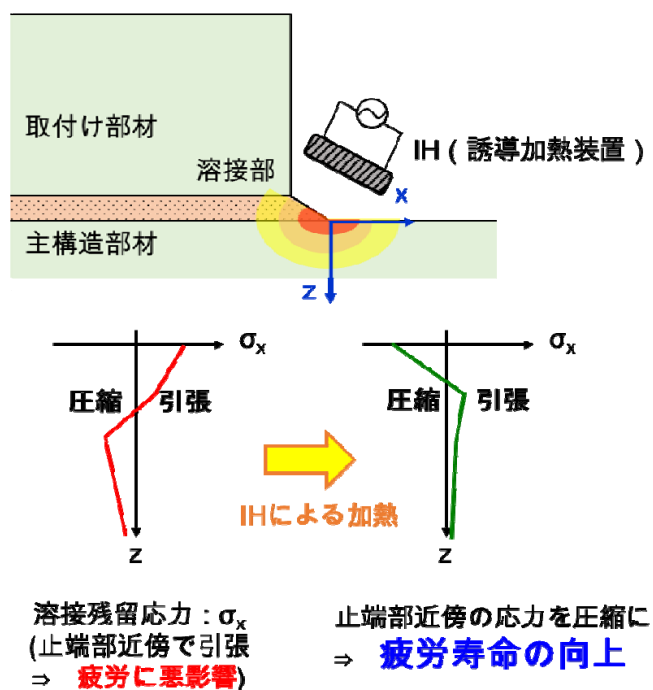 取付け部材
溶接部
IH（誘導加熱装置）
x
主構造部材
z
σx
圧縮
引張
z
IHによる加熱
σx
圧縮
引張
z
溶接残留応力：σx
(止端部近傍で引張
⇒ 疲労に悪影響)
止端部近傍の応力を圧縮に
⇒ 疲労寿命の向上